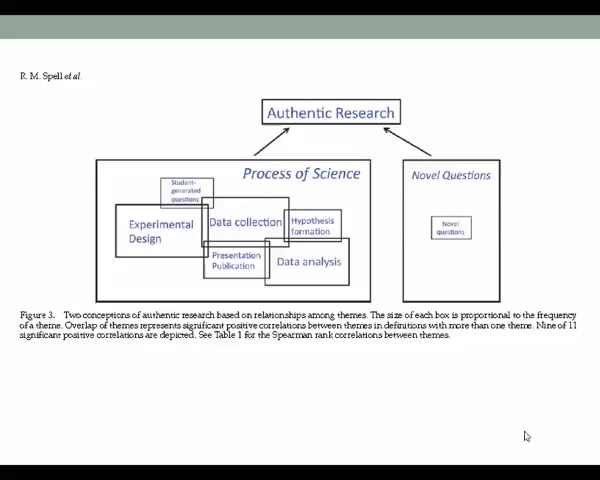 R. M. Spell et al.
Authentic Research
Process of Science
Novel Questions
Student-
generated
questions
Experimental
Design
Data collection
Hypothesis
formation
Presentation
Publication
Data analysis
Novel
questions
Figure 3. Two conceptions of authentic research based on relationships among themes. The size of each box is proportional to the frequency
of a theme. Overlap of themes represents significant positive correlations between themes in definitions with more than one theme. Nine of 11
significant positive correlations are depicted. See Table 1 for the Spearman rank correlations between themes.